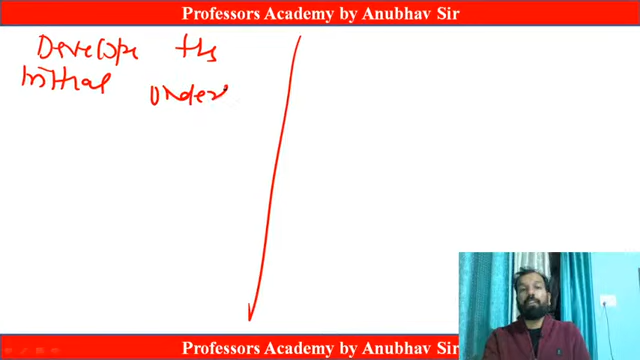 Professors Academy by Anubhav Sir
Develope the
Initial Under
Professors Academy by Anubhav Sir